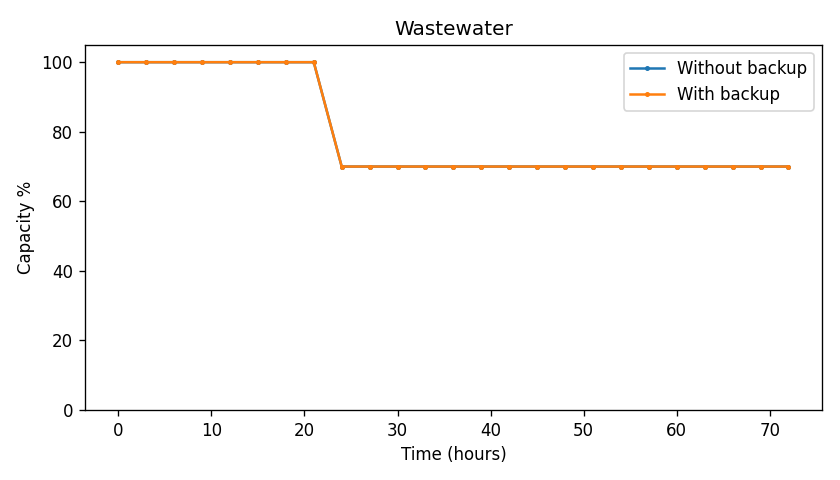 Wastewater
Without backup
With backup
Capacity %
100
80
60
40
20
0
0 10 20 30 40 50 60 70
Time (hours)